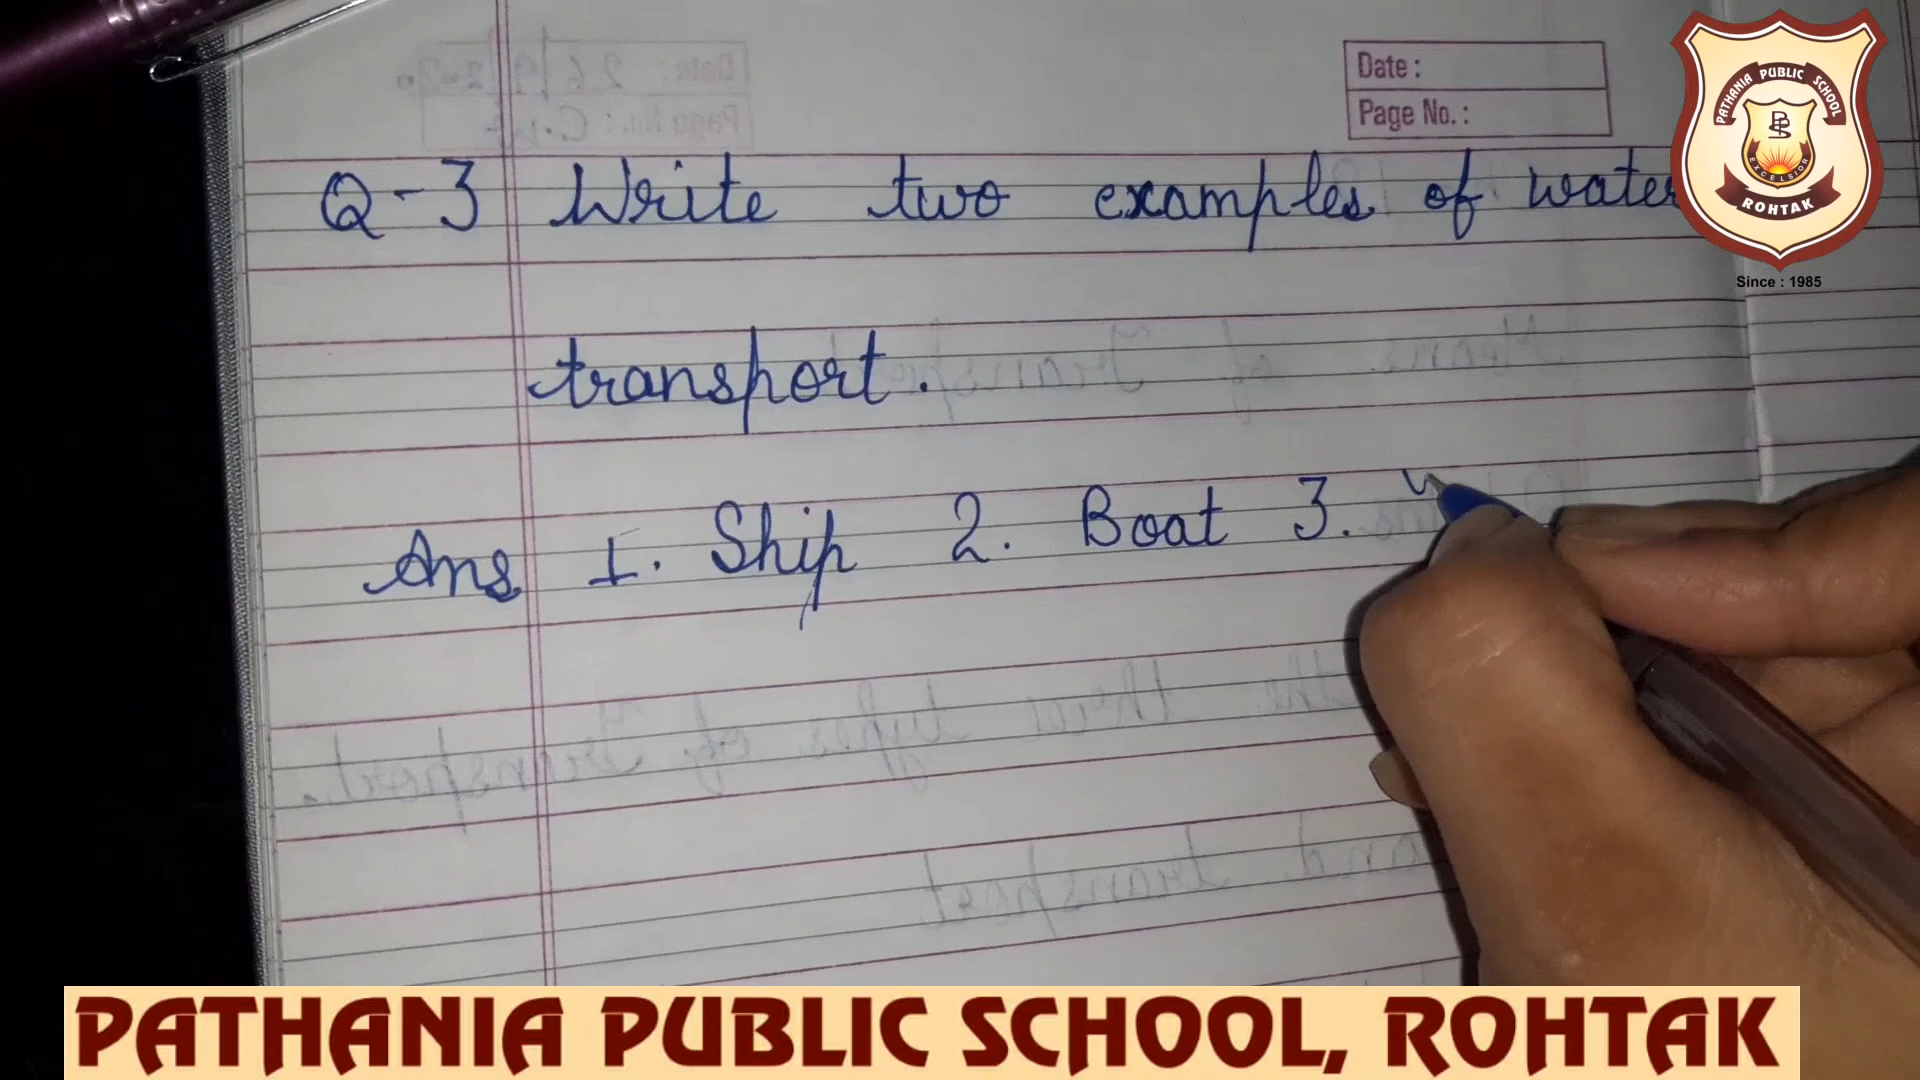 Date :
Page No. :
Q-3 Write two examples of water
transport.
Ans 1. Ship 2. Boat 3.
PATHANIA PUBLIC SCHOOL
EXCELSIOR
ROHTAK
Since : 1985
PATHANIA PUBLIC SCHOOL, ROHTAK